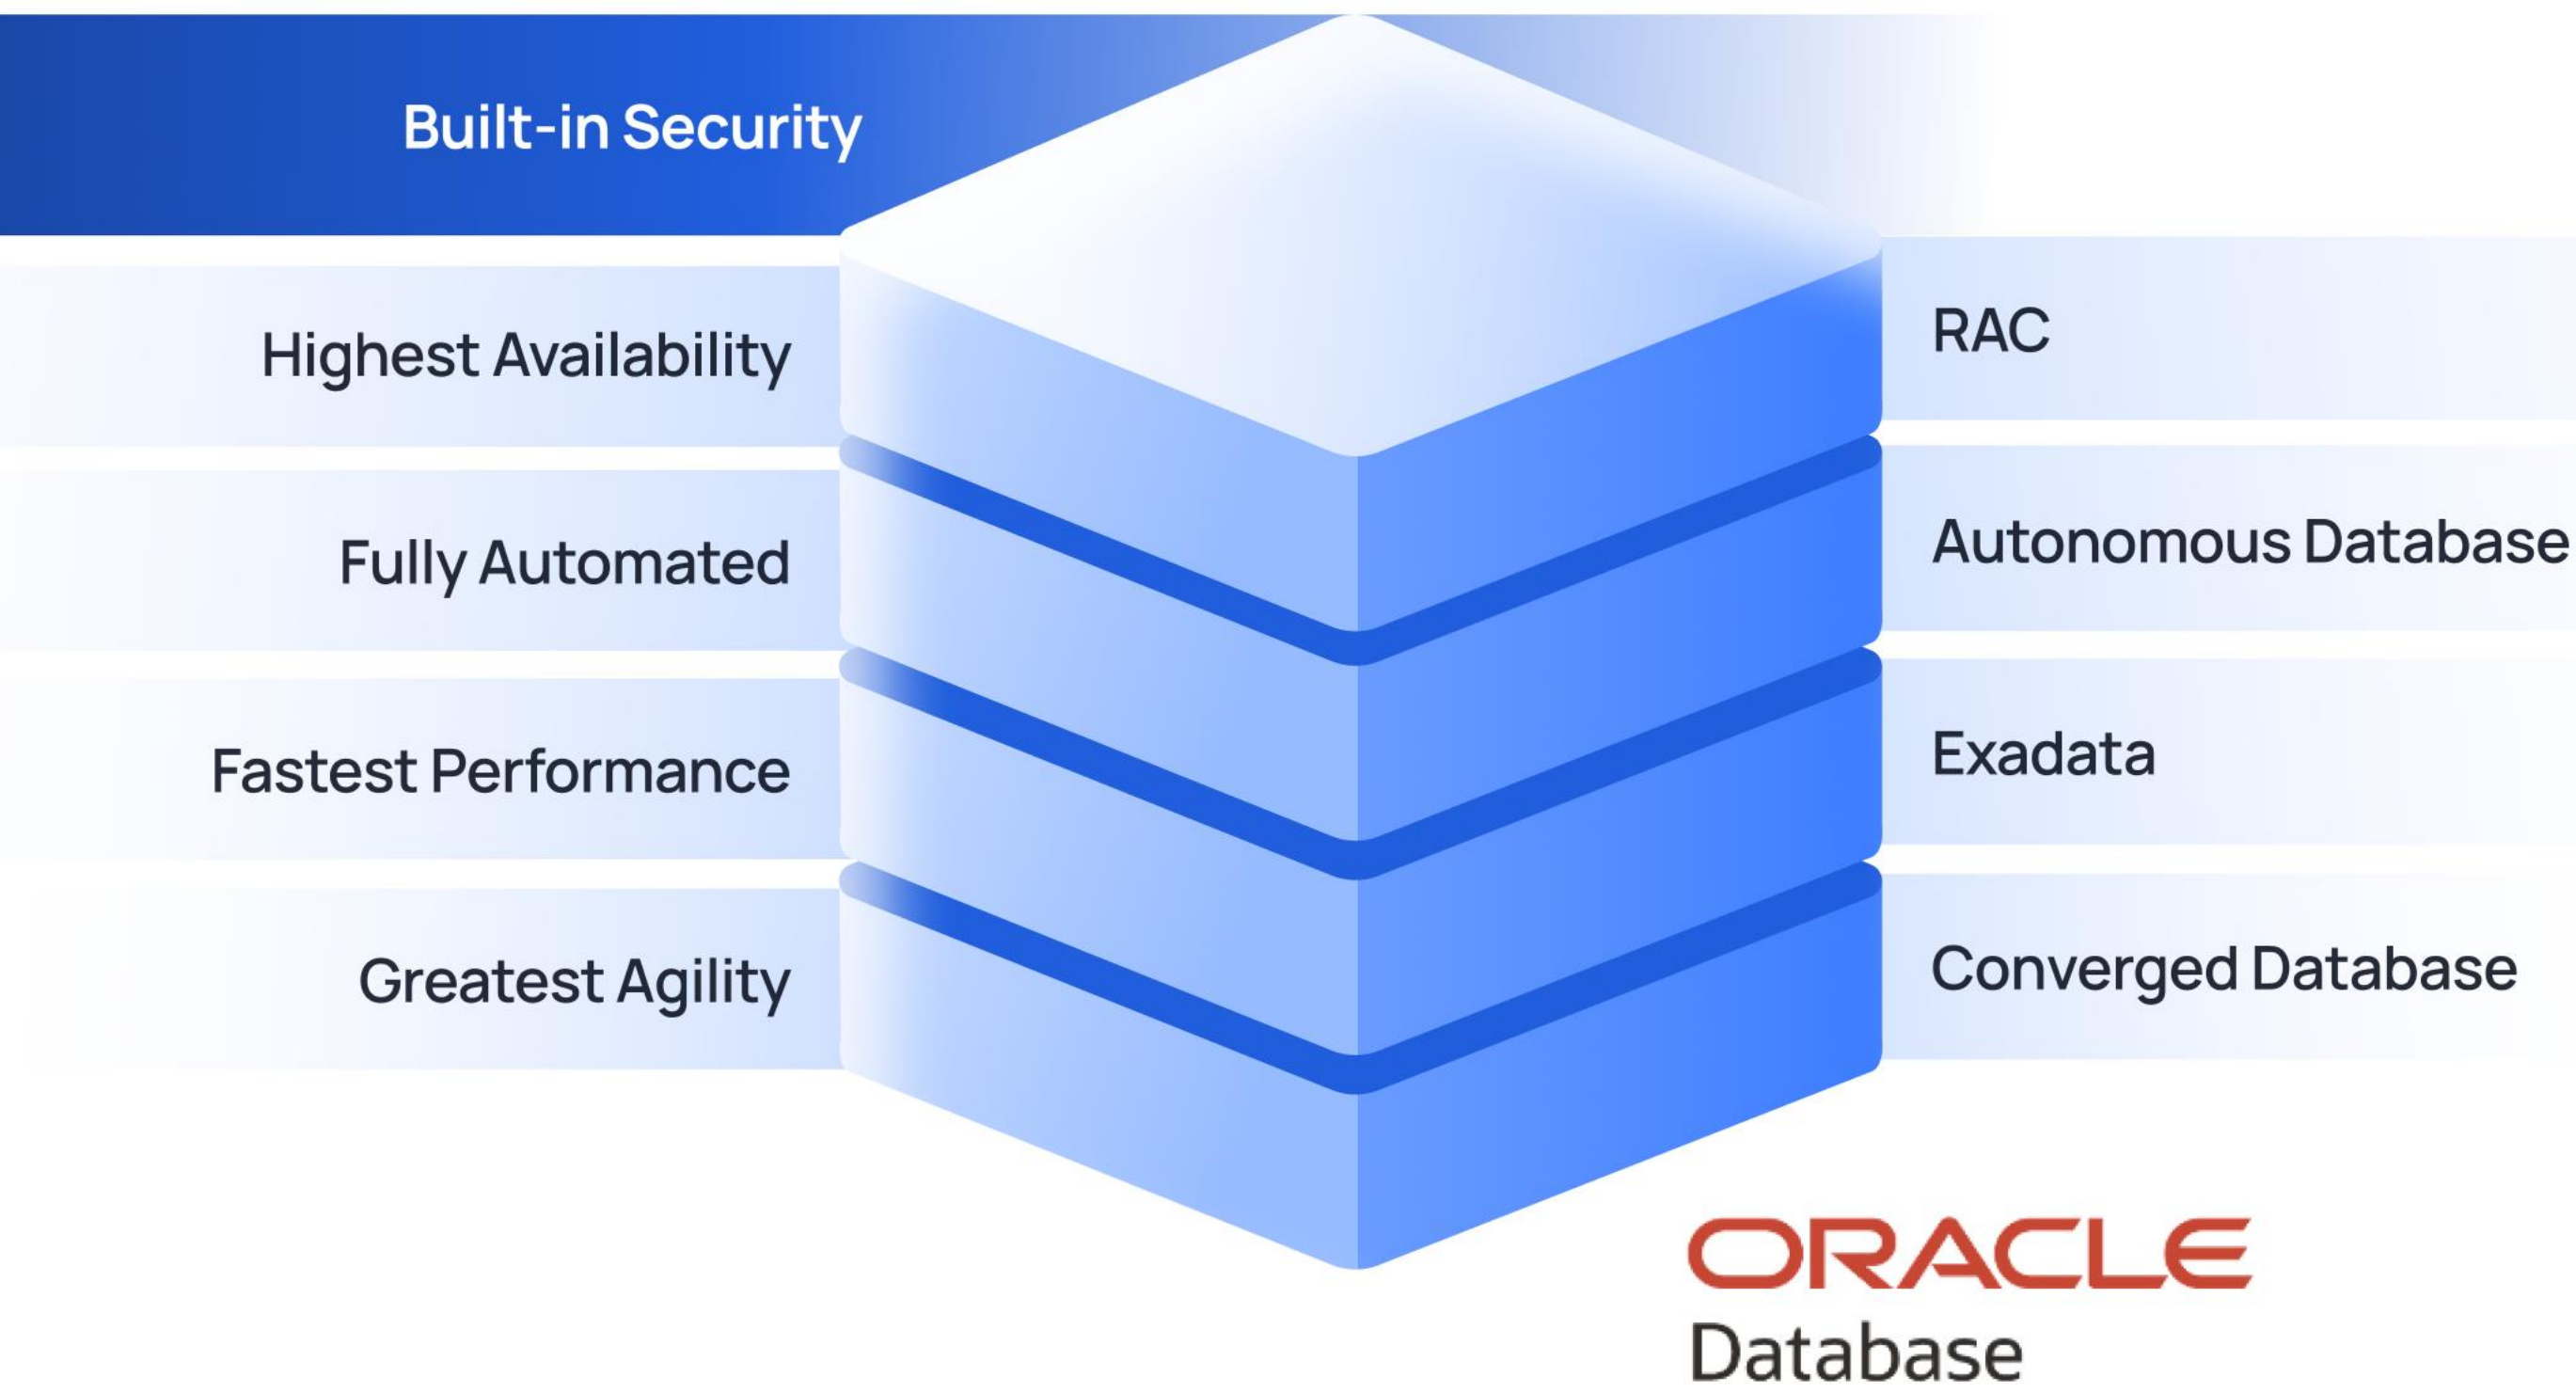 Built-in Security
Highest Availability
RAC
Fully Automated
Autonomous Database
Fastest Performance
Exadata
Greatest Agility
Converged Database
ORACLE
Database